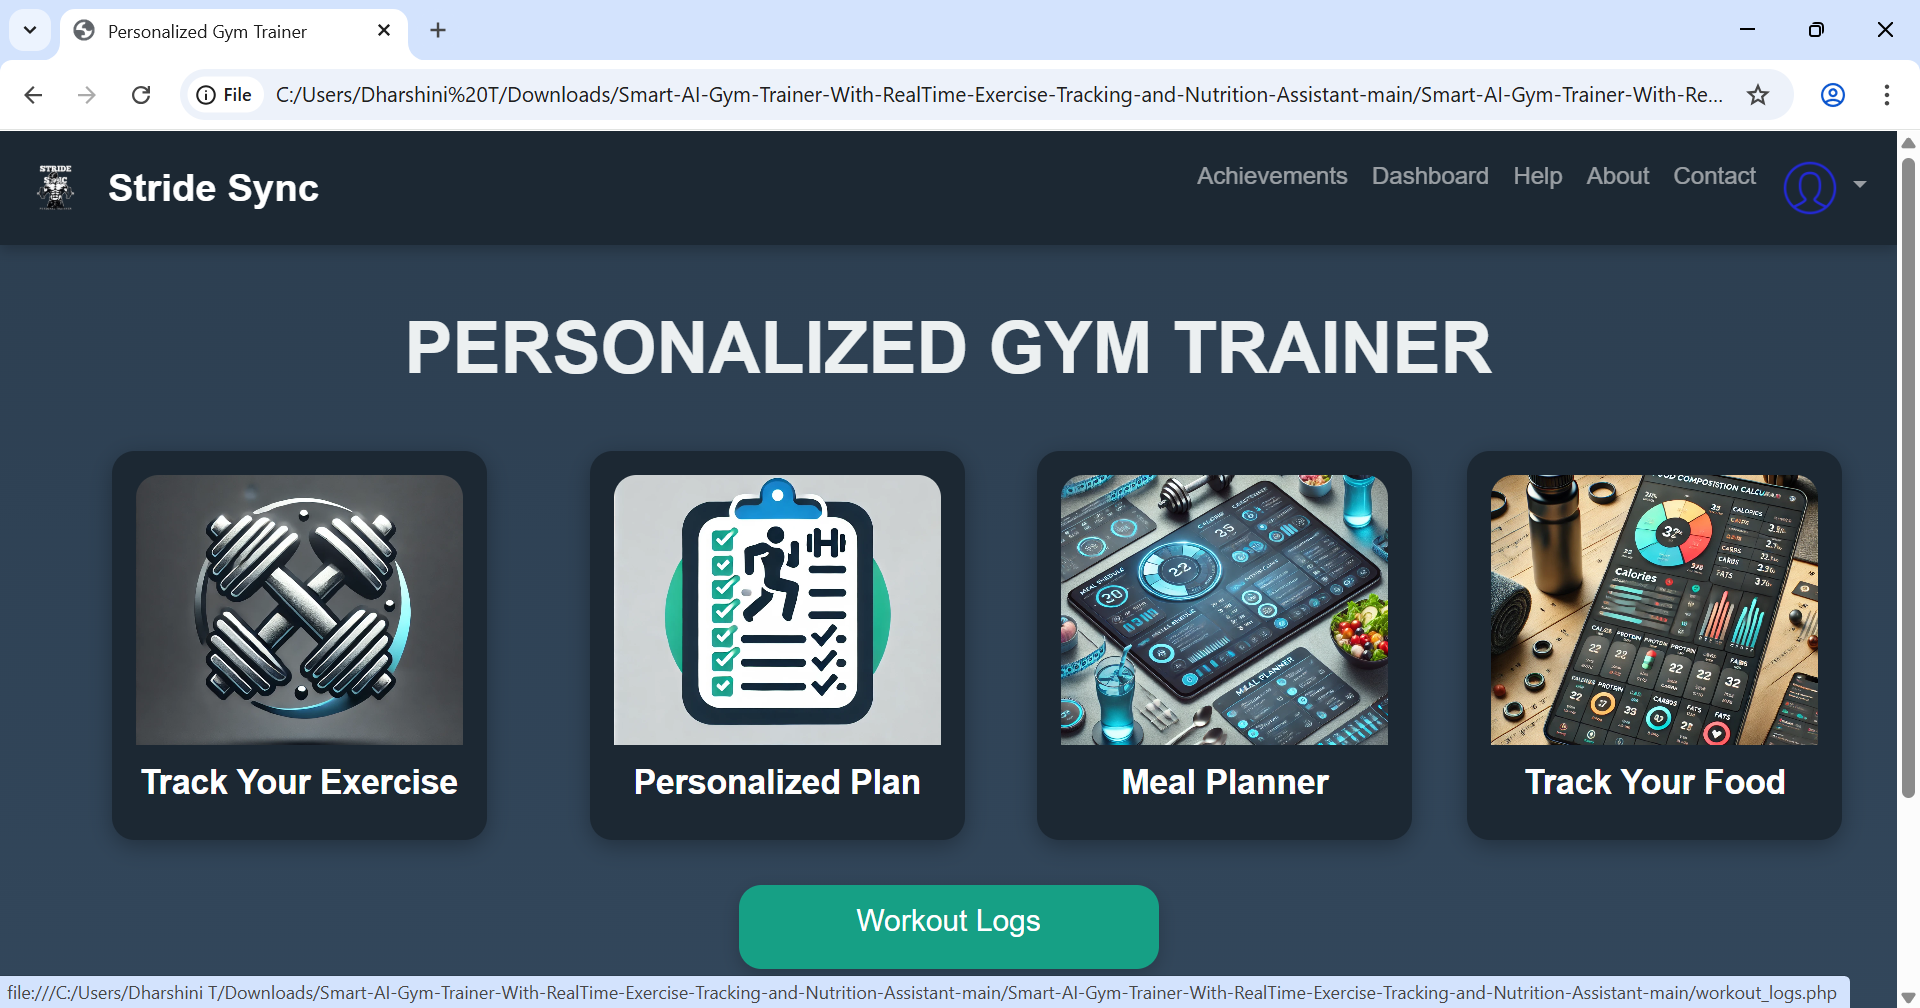 Personalized Gym Trainer
File
C:/Users/Dharshini%20T/Downloads/Smart-AI-Gym-Trainer-With-RealTime-Exercise-Tracking-and-Nutrition-Assistant-main/Smart-AI-Gym-Trainer-With-Re...
STRIDE
SYNC
Stride Sync
Achievements
Dashboard
Help
About
Contact
PERSONALIZED GYM TRAINER
Track Your Exercise
Personalized Plan
Meal Planner
Track Your Food
Calories
Workout Logs
file:///C:/Users/Dharshini T/Downloads/Smart-AI-Gym-Trainer-With-RealTime-Exercise-Tracking-and-Nutrition-Assistant-main/Smart-AI-Gym-Trainer-With-RealTime-Exercise-Tracking-and-Nutrition-Assistant-main/workout_logs.php